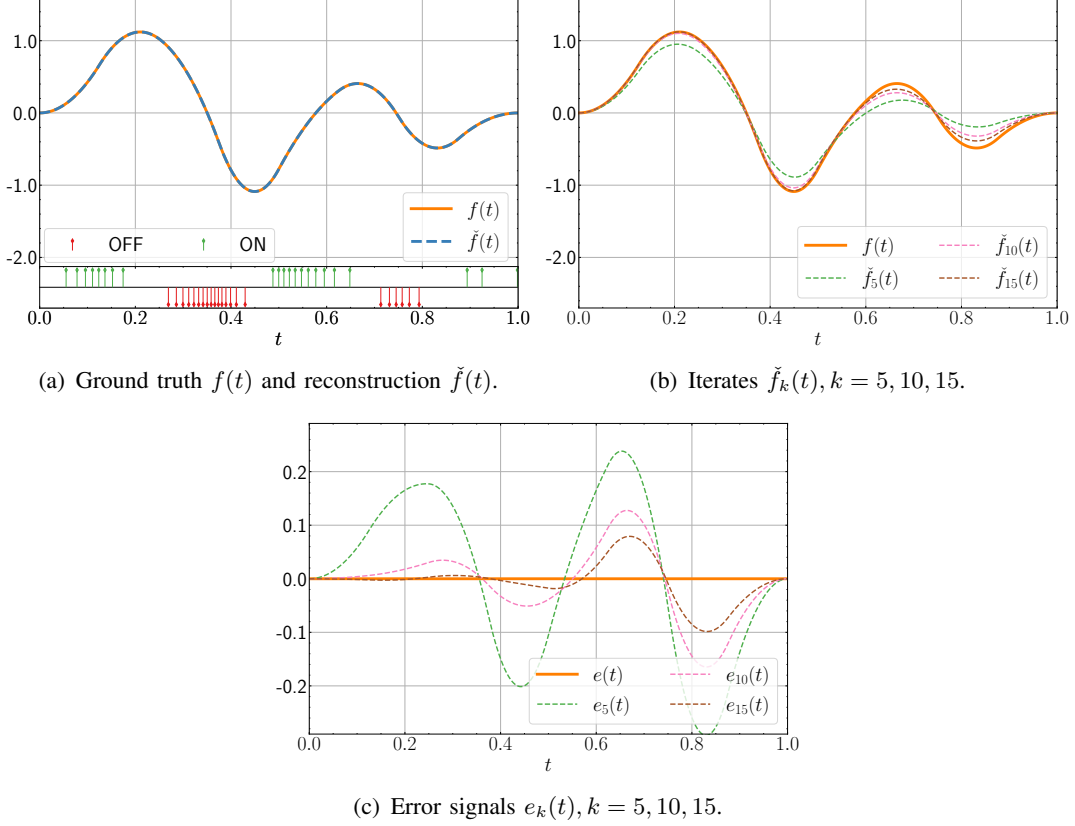 1.0
0.0
-1.0
-2.0
f(t)
f̌(t)
OFF
ON
0.0 0.2 0.4 0.6 0.8 1.0
t
(a) Ground truth f(t) and reconstruction f̌(t).
1.0
0.0
-1.0
-2.0
f(t)
f̌₅(t)
f̌₁₀(t)
f̌₁₅(t)
0.0 0.2 0.4 0.6 0.8 1.0
t
(b) Iterates f̌ₖ(t), k = 5, 10, 15.
0.2
0.1
0.0
-0.1
-0.2
e(t)
e₅(t)
e₁₀(t)
e₁₅(t)
0.0 0.2 0.4 0.6 0.8 1.0
t
(c) Error signals eₖ(t), k = 5, 10, 15.